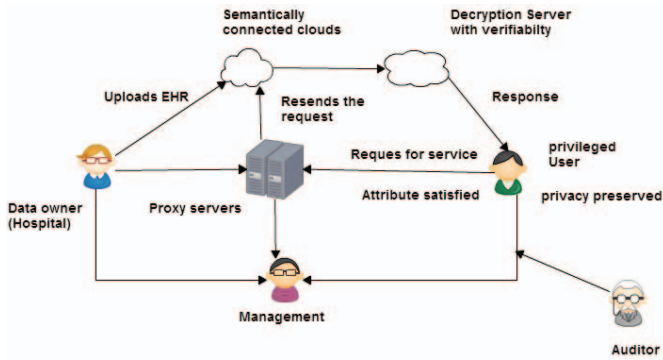 Semantically
connected clouds
Decryption Server
with verifiabilty
Uploads EHR
Resends the
request
Response
Reques for service
privileged
User
Attribute satisfied
privacy preserved
Data owner
(Hospital)
Proxy servers
Management
Auditor